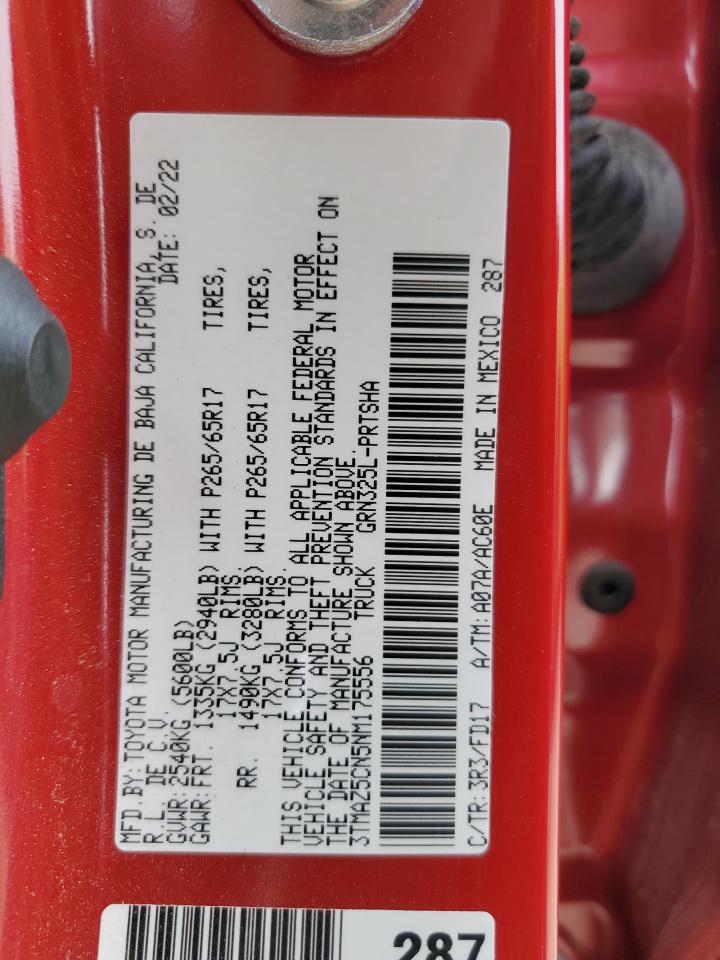 MFD BY: TOYOTA MOTOR MANUFACTURING DE BAJA CALIFORNIA, S. DE
R.L. DE C.V. DATE: 02/22
GVWR: 2540KG (5600LB)
GAWR: FRT. 1335KG (2940LB) WITH P265/65R17 TIRES,
17X7.5J RIMS.
RR. 1490KG (3280LB) WITH P265/65R17 TIRES,
17X7.5J RIMS.
THIS VEHICLE CONFORMS TO ALL APPLICABLE FEDERAL MOTOR
VEHICLE SAFETY AND THEFT PREVENTION STANDARDS IN EFFECT ON
THE DATE OF MANUFACTURE SHOWN ABOVE.
3TMAZ5CN5NM175556 TRUCK GRN325L-PRTSHA
C/TR: 3R3/FD17 A/TM: A07A/AC60E MADE IN MEXICO 287
287